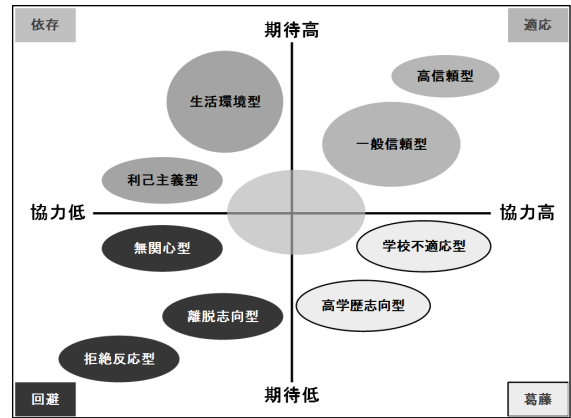 依存
期待高
適応
高信頼型
生活環境型
一般信頼型
利己主義型
協力低
協力高
無関心型
学校不適応型
高学歴志向型
離脱志向型
拒絶反応型
回避
期待低
葛藤